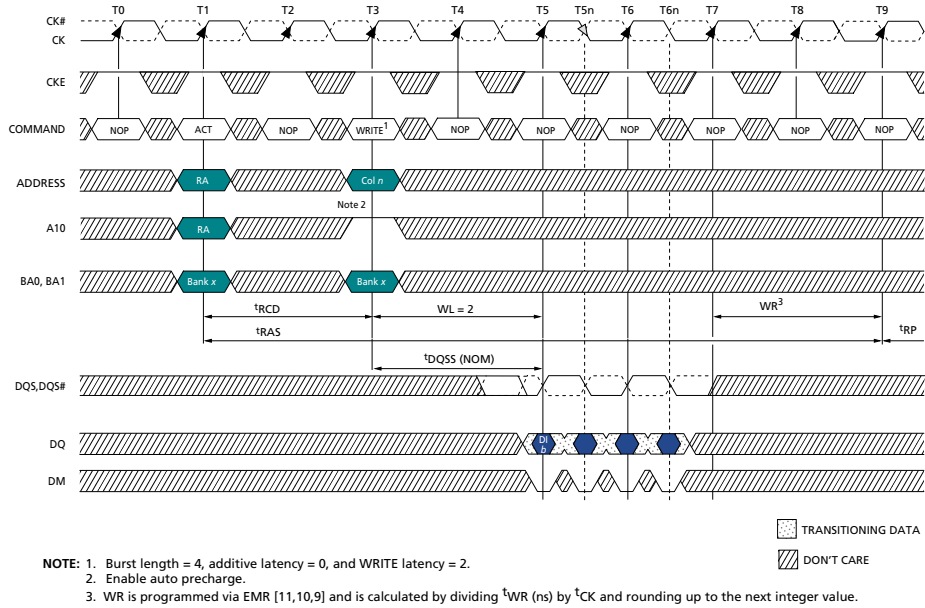 T0 T1 T2 T3 T4 T5 T5n T6 T6n T7 T8 T9
CK#
CK
CKE
COMMAND NOP ACT NOP WRITE1 NOP NOP NOP NOP NOP NOP
ADDRESS RA Col n
Note 2
A10 RA
BA0, BA1 Bank x Bank x
tRCD WL = 2 WR3
tRAS tRP
tDQSS (NOM)
DQS,DQS#
DQ DI b
DM
TRANSITIONING DATA
DON'T CARE
NOTE: 1. Burst length = 4, additive latency = 0, and WRITE latency = 2.
2. Enable auto precharge.
3. WR is programmed via EMR [11,10,9] and is calculated by dividing tWR (ns) by tCK and rounding up to the next integer value.